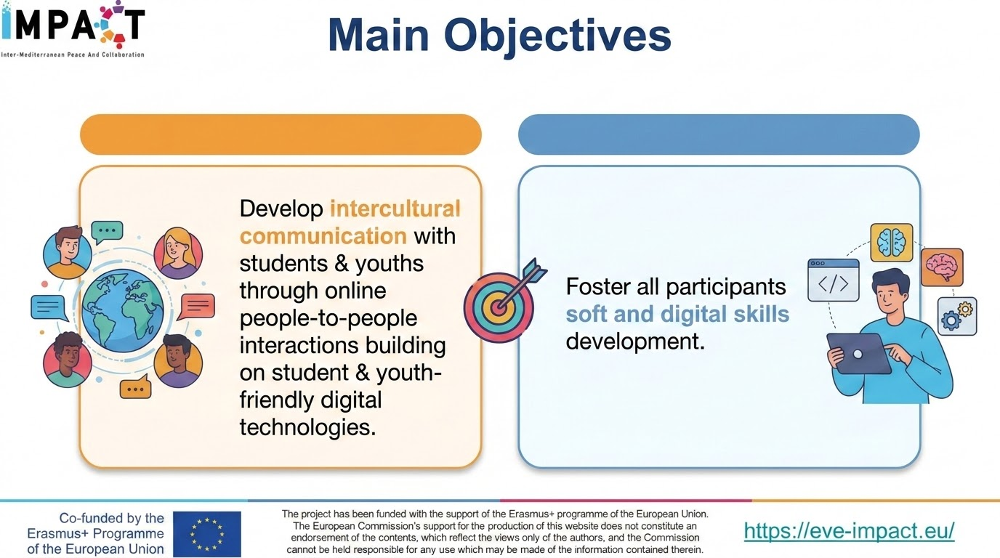 IMPACT
Inter-Mediterranean Peace And Collaboration
Main Objectives
Develop intercultural
communication with
students & youths
through online
people-to-people
interactions building
on student & youth-
friendly digital
technologies.
Foster all participants
soft and digital skills
development.
</>
Co-funded by the
Erasmus+ Programme
of the European Union
The project has been funded with the support of the Erasmus+ programme of the European Union.
The European Commission's support for the production of this website does not constitute an
endorsement of the contents, which reflect the views only of the authors, and the Commission
cannot be held responsible for any use which may be made of the information contained therein.
https://eve-impact.eu/